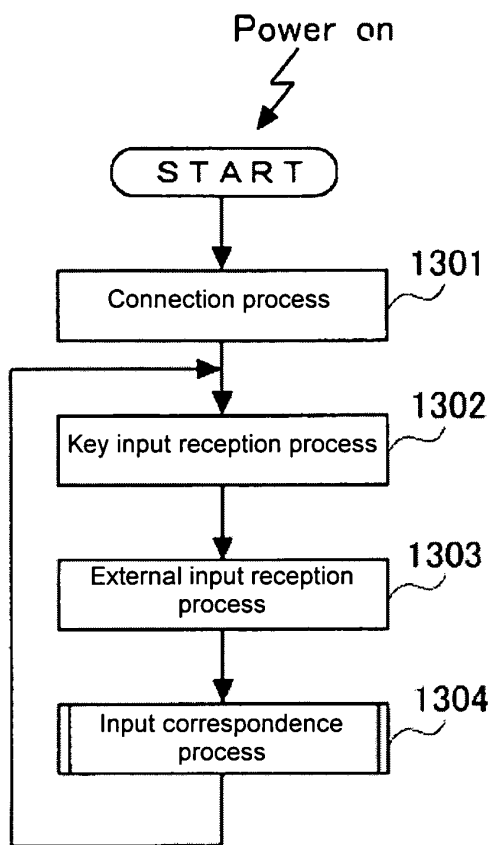 Power on
START
1301
Connection process
1302
Key input reception process
1303
External input reception
process
1304
Input correspondence
process